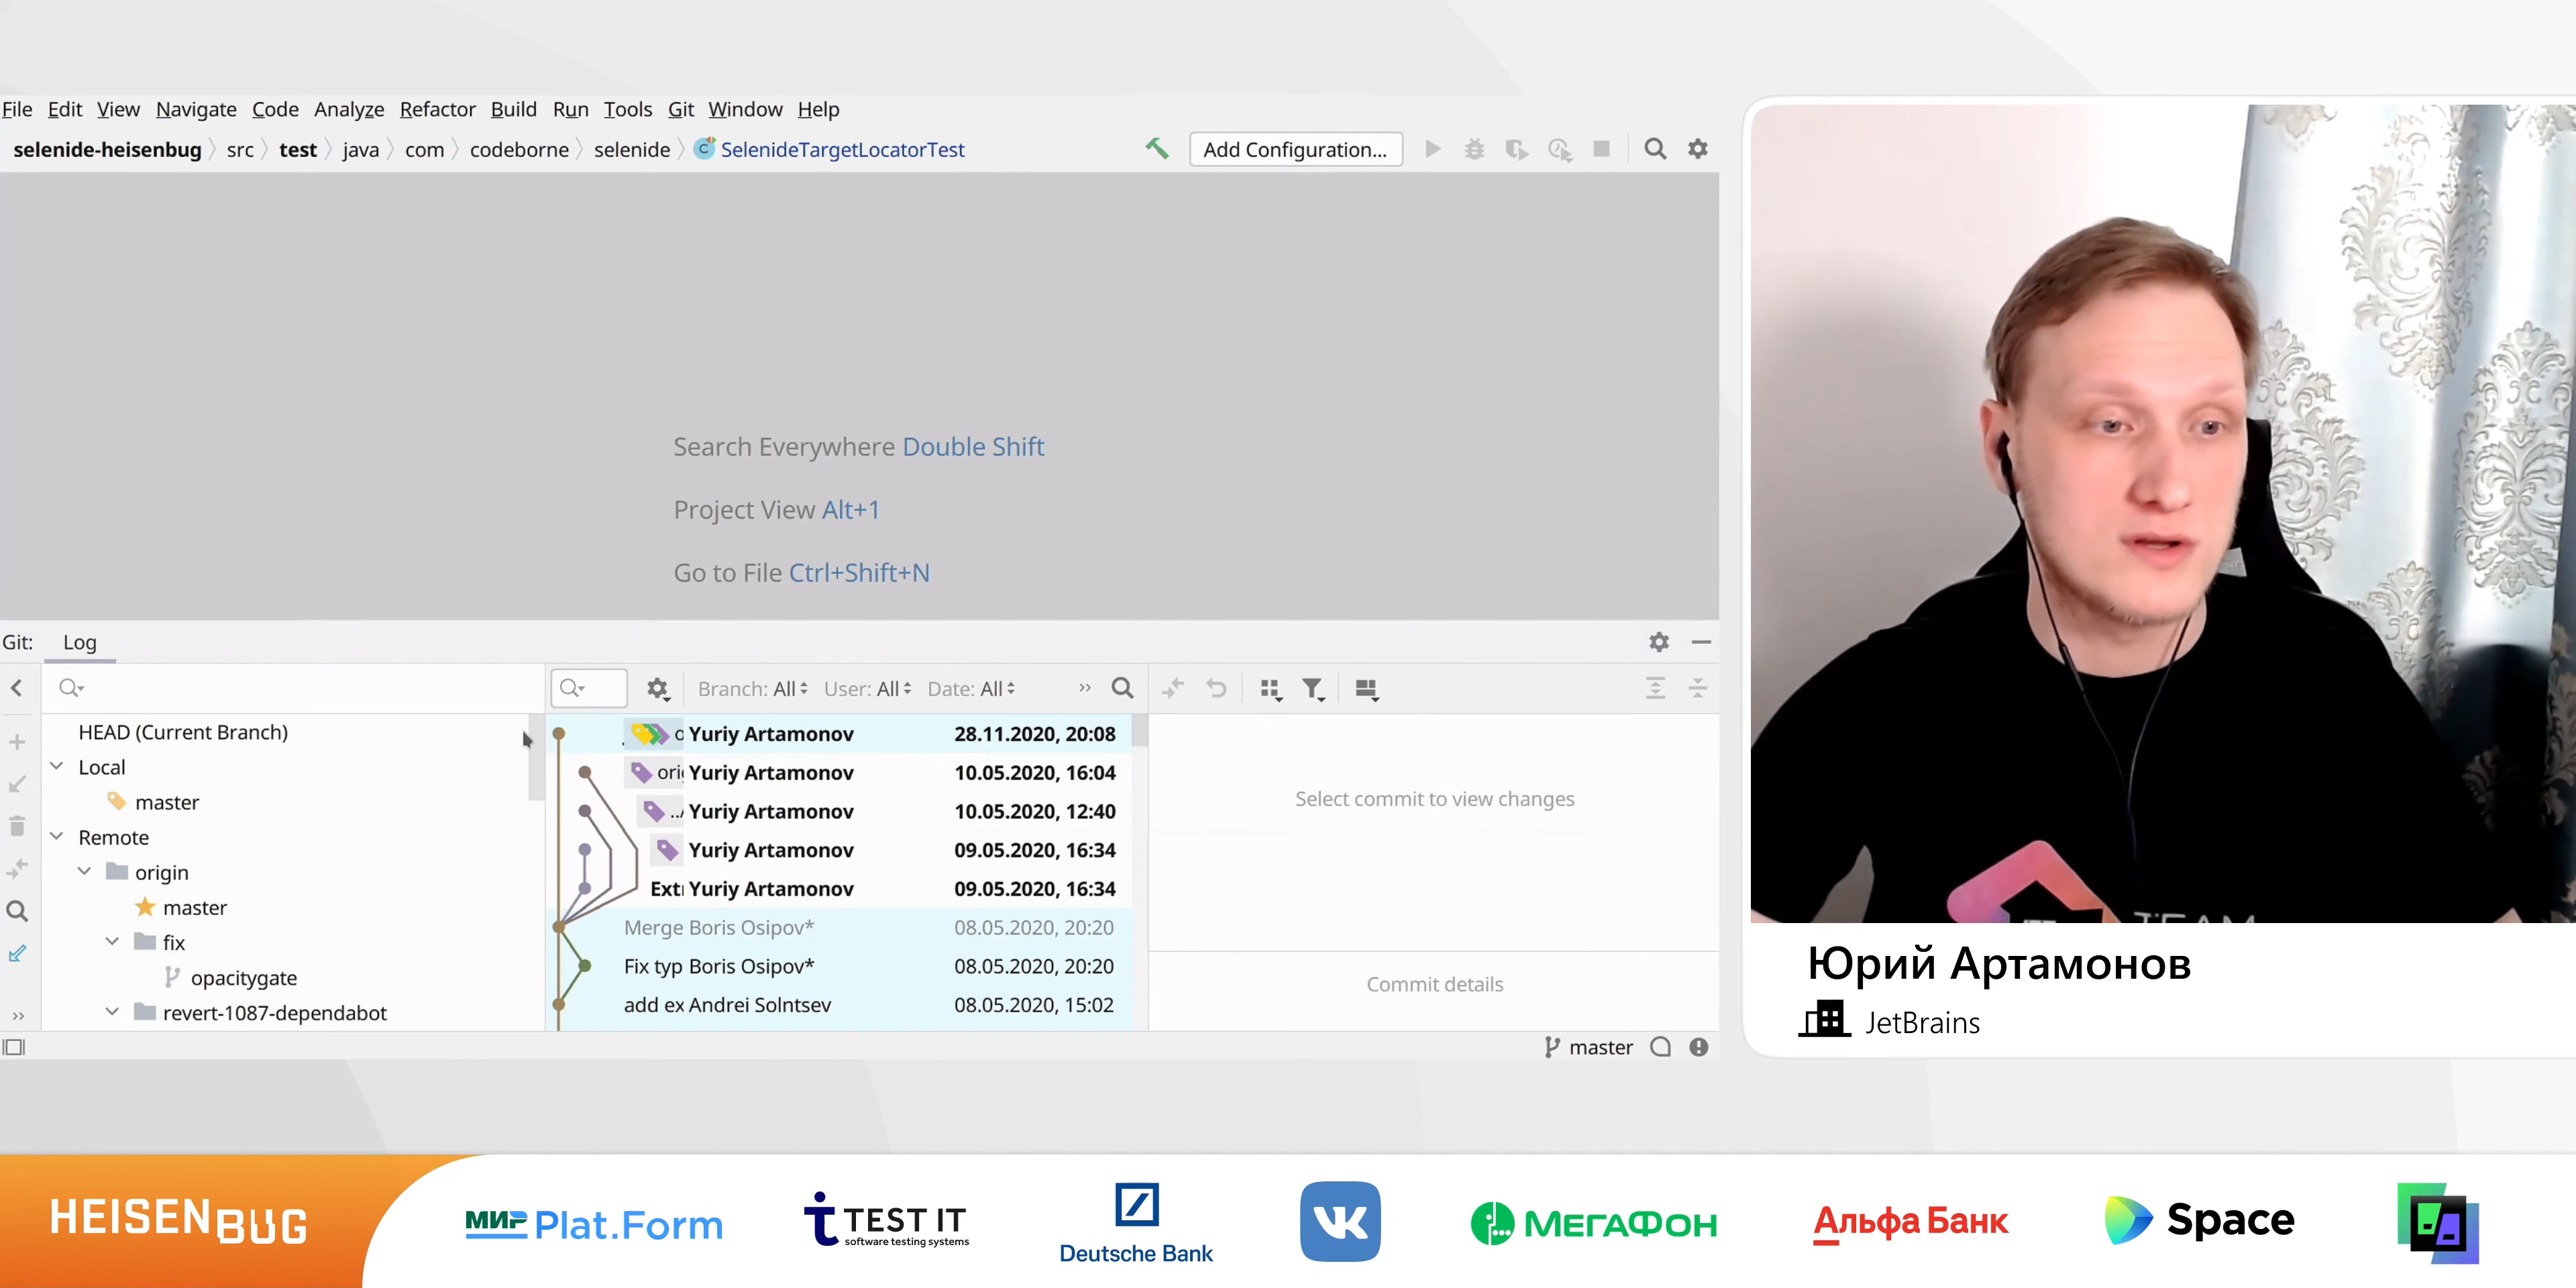 File Edit View Navigate Code Analyze Refactor Build Run Tools Git Window Help
selenide-heisenbug src test java com codeborne selenide SelenideTargetLocatorTest Add Configuration...
Search Everywhere Double Shift
Project View Alt+1
Go to File Ctrl+Shift+N
Git: Log
Branch: All User: All Date: All
HEAD (Current Branch)
Local
master
Remote
origin
master
fix
opacitygate
revert-1087-dependabot
Yuriy Artamonov 28.11.2020, 20:08
Yuriy Artamonov 10.05.2020, 16:04
Yuriy Artamonov 10.05.2020, 12:40
Yuriy Artamonov 09.05.2020, 16:34
Yuriy Artamonov 09.05.2020, 16:34
Merge Boris Osipov* 08.05.2020, 20:20
Fix typ Boris Osipov* 08.05.2020, 20:20
add ex Andrei Solntsev 08.05.2020, 15:02
Select commit to view changes
Commit details
master
TEAM
Юрий Артамонов
JetBrains
HEISENBUG
МИР Plat.Form
TEST IT
software testing systems
Deutsche Bank
VK
МЕГАФОН
Альфа Банк
Space